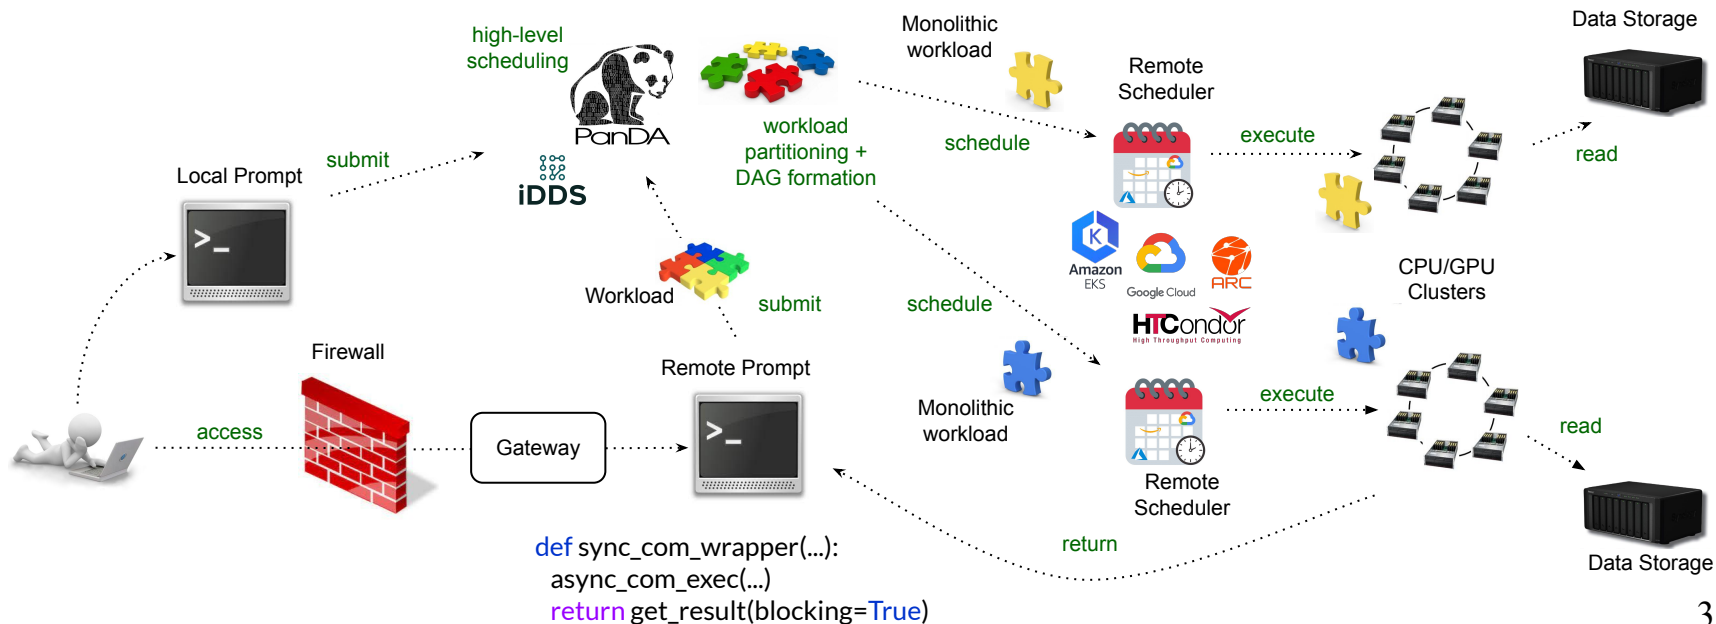 high-level
scheduling
PanDA
iDDS
workload
partitioning +
DAG formation
Monolithic
workload
Remote
Scheduler
Data Storage
schedule
execute
read
submit
Local Prompt
>_
Workload
submit
schedule
Amazon
EKS
Google Cloud
ARC
HTCondor
High Throughput Computing
CPU/GPU
Clusters
Firewall
access
Gateway
Remote Prompt
>_
Monolithic
workload
execute
Remote
Scheduler
read
Data Storage
return
def sync_com_wrapper(...):
async_com_exec(...)
return get_result(blocking=True)
3